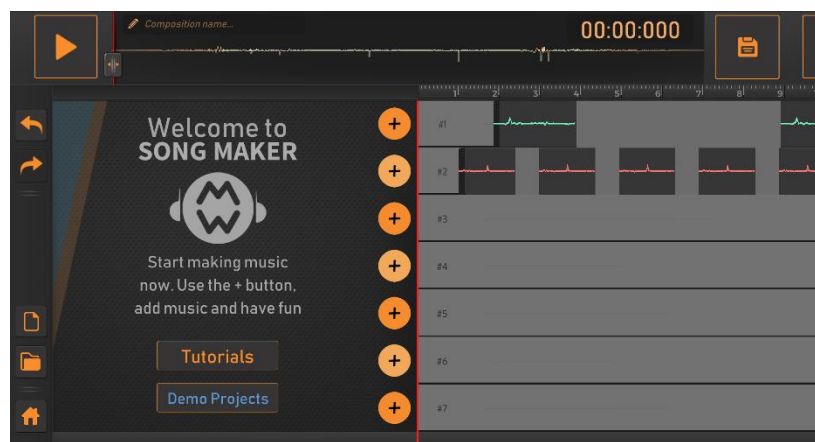 Composition name...
00:00:000
1 2 3 4 5 6 7 8 9
Welcome to
SONG MAKER
Start making music
now. Use the + button,
add music and have fun
Tutorials
Demo Projects
+
+
+
+
+
+
+
#1
#2
#3
#4
#5
#6
#7